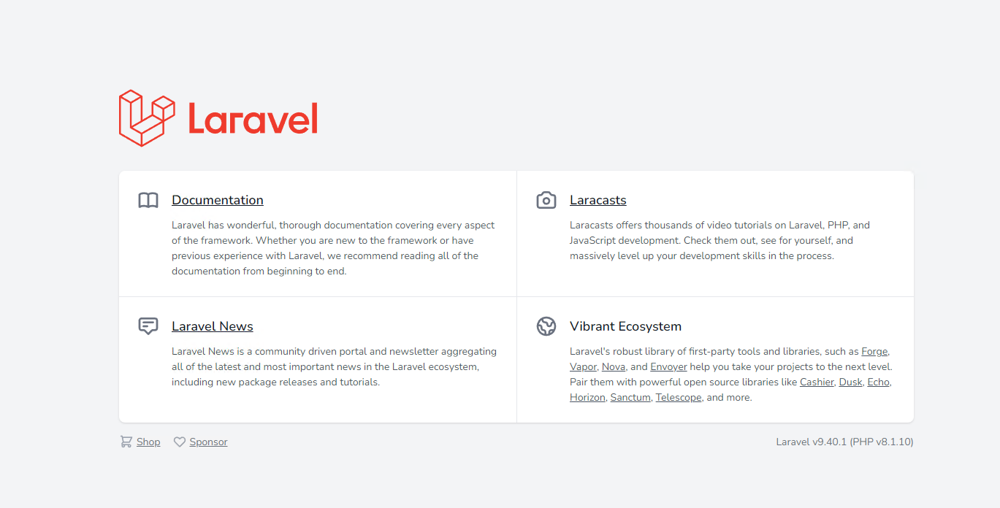 Laravel
Documentation
Laravel has wonderful, thorough documentation covering every aspect
of the framework. Whether you are new to the framework or have
previous experience with Laravel, we recommend reading all of the
documentation from beginning to end.
Laracasts
Laracasts offers thousands of video tutorials on Laravel, PHP, and
JavaScript development. Check them out, see for yourself, and
massively level up your development skills in the process.
Laravel News
Laravel News is a community driven portal and newsletter aggregating
all of the latest and most important news in the Laravel ecosystem,
including new package releases and tutorials.
Vibrant Ecosystem
Laravel's robust library of first-party tools and libraries, such as Forge,
Vapor, Nova, and Envoyer help you take your projects to the next level.
Pair them with powerful open source libraries like Cashier, Dusk, Echo,
Horizon, Sanctum, Telescope, and more.
Shop Sponsor
Laravel v9.40.1 (PHP v8.1.10)